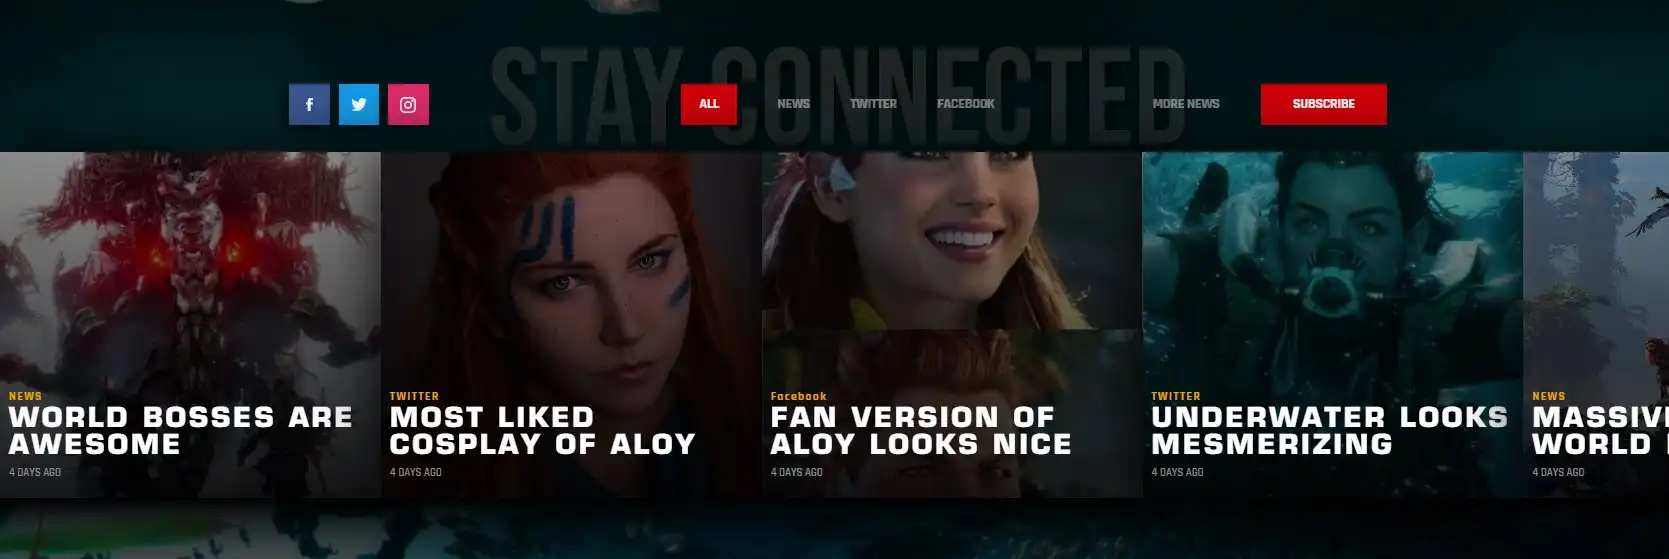 STAY CONNECTED
ALL
NEWS
TWITTER
FACEBOOK
MORE NEWS
SUBSCRIBE
NEWS
WORLD BOSSES ARE
AWESOME
4 DAYS AGO
TWITTER
MOST LIKED
COSPLAY OF ALOY
4 DAYS AGO
Facebook
FAN VERSION OF
ALOY LOOKS NICE
4 DAYS AGO
TWITTER
UNDERWATER LOOKS
MESMERIZING
4 DAYS AGO
NEWS
MASSIV
WORLD
4 DAYS AGO